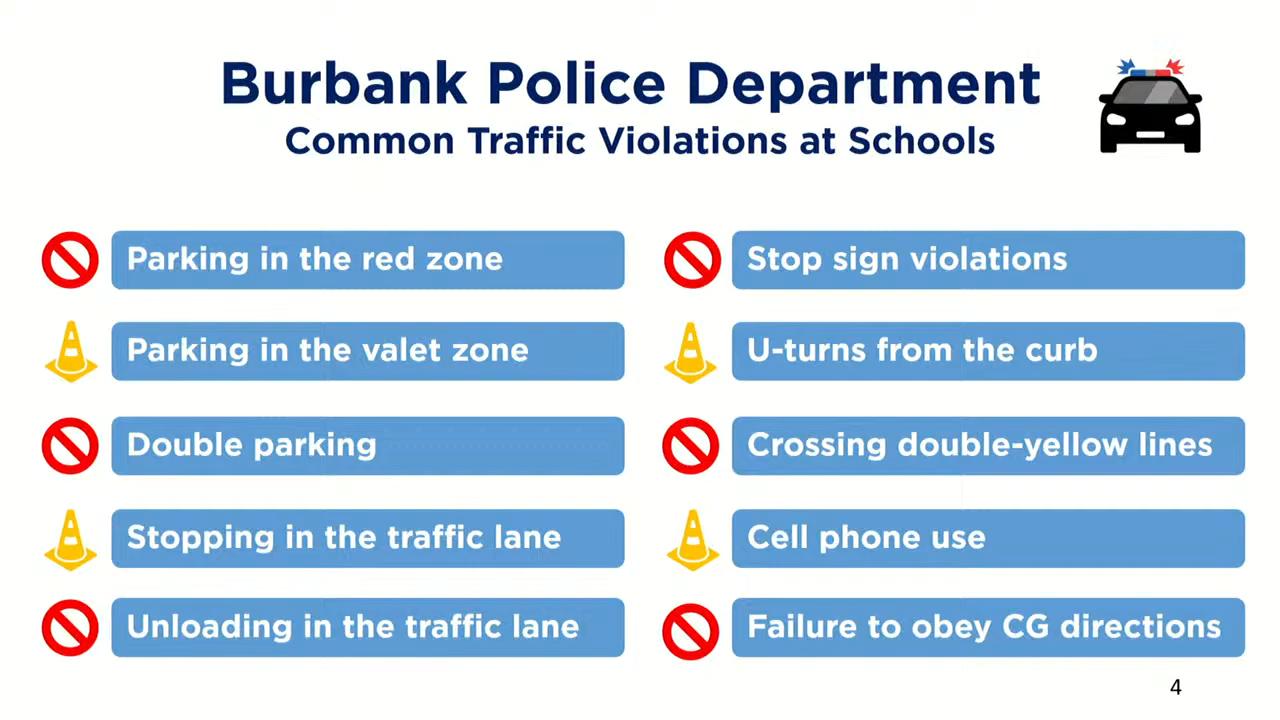 Burbank Police Department
Common Traffic Violations at Schools
Parking in the red zone
Parking in the valet zone
Double parking
Stopping in the traffic lane
Unloading in the traffic lane
Stop sign violations
U-turns from the curb
Crossing double-yellow lines
Cell phone use
Failure to obey CG directions
4